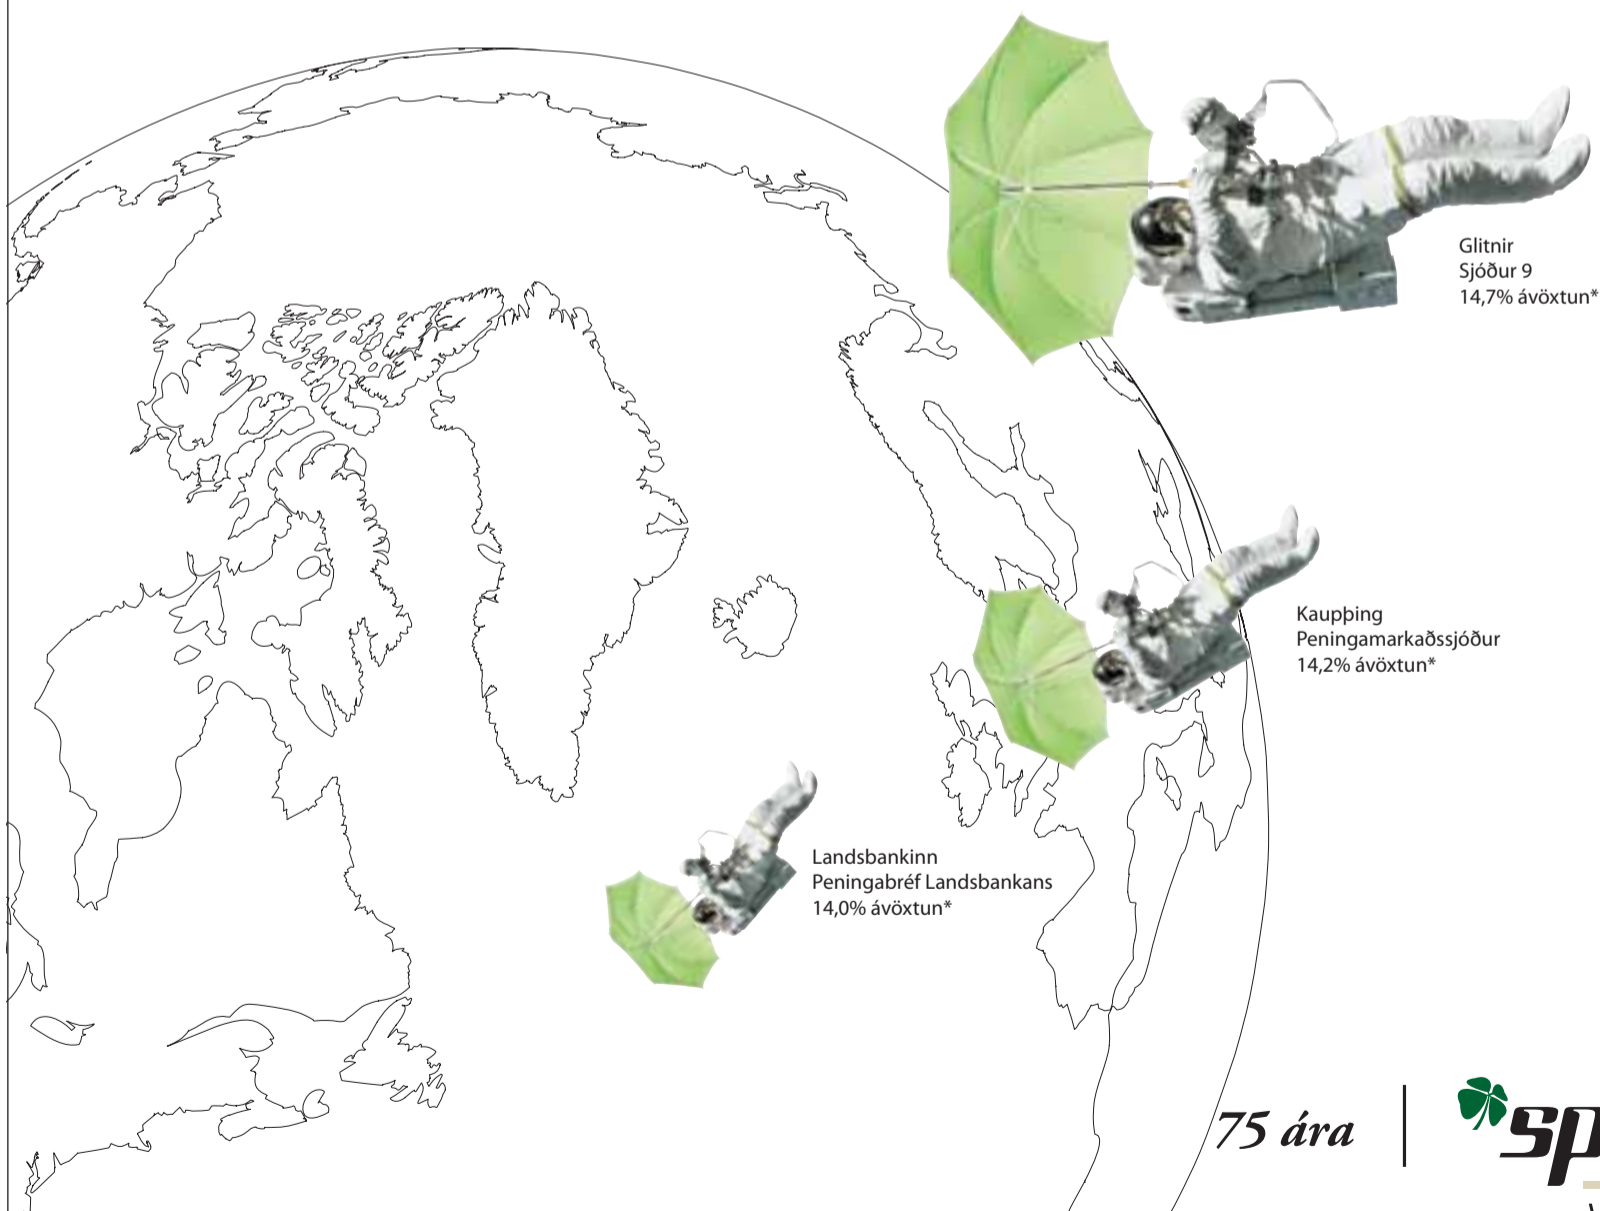 Glitnir
Sjóður 9
14,7% ávöxtun*
Kaupþing
Peningamarkaðssjóður
14,2% ávöxtun*
Landsbankinn
Peningabréf Landsbankans
14,0% ávöxtun*
75 ára